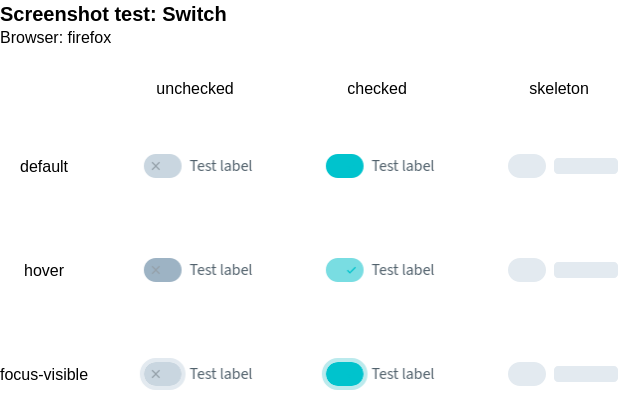 Screenshot test: Switch
Browser: firefox
unchecked checked skeleton
default Test label Test label
hover Test label Test label
focus-visible Test label Test label